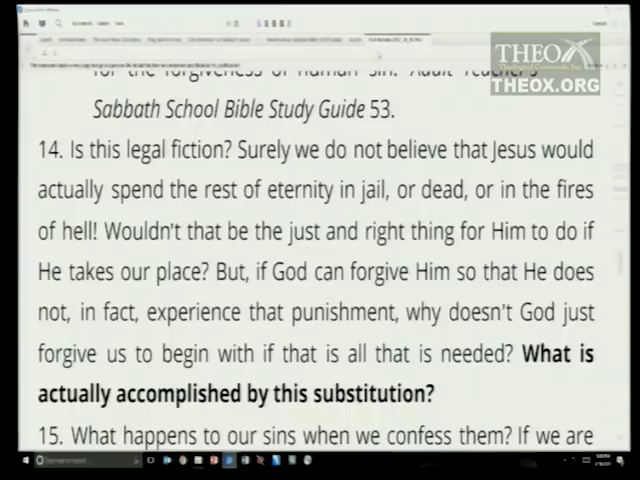 THEOX
THEOX.ORG
for the forgiveness of human sin. Adult Teacher's
Sabbath School Bible Study Guide 53.
14. Is this legal fiction? Surely we do not believe that Jesus would
actually spend the rest of eternity in jail, or dead, or in the fires
of hell! Wouldn't that be the just and right thing for Him to do if
He takes our place? But, if God can forgive Him so that He does
not, in fact, experience that punishment, why doesn't God just
forgive us to begin with if that is all that is needed? What is
actually accomplished by this substitution?
15. What happens to our sins when we confess them? If we are